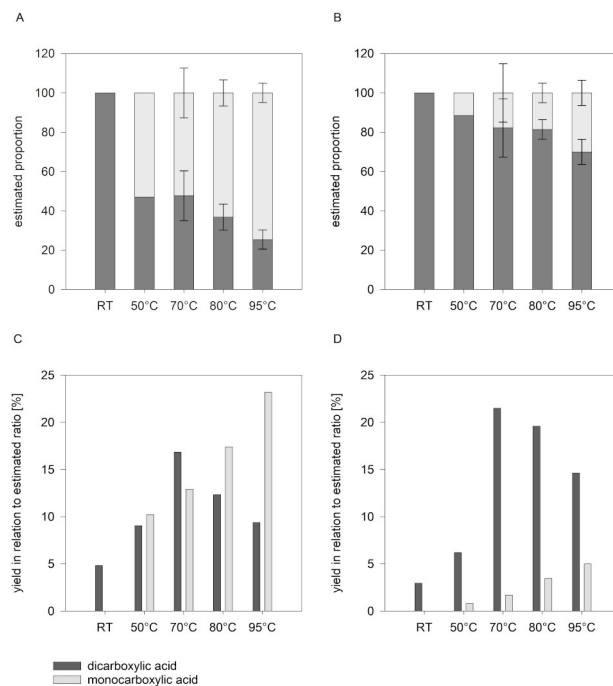 A
B
120
100
80
60
40
20
0
estimated proportion
RT 50°C 70°C 80°C 95°C
120
100
80
60
40
20
0
estimated proportion
RT 50°C 70°C 80°C 95°C
C
D
25
20
15
10
5
0
yield in relation to estimated ratio [%]
RT 50°C 70°C 80°C 95°C
25
20
15
10
5
0
yield in relation to estimated ratio [%]
RT 50°C 70°C 80°C 95°C
dicarboxylic acid
monocarboxylic acid